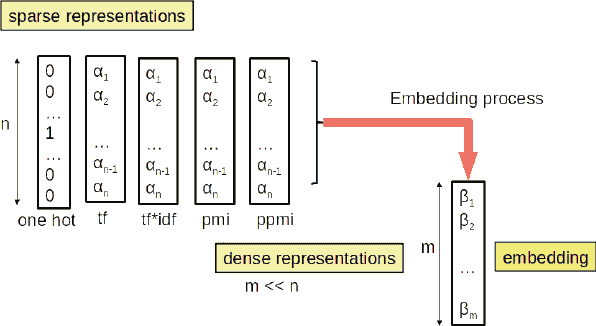 sparse representations
n
0
0
...
1
...
0
0
one hot
α1
α2
...
αn-1
αn
tf
α1
α2
...
αn-1
αn
tf*idf
α1
α2
...
αn-1
αn
pmi
α1
α2
...
αn-1
αn
ppmi
Embedding process
m
β1
β2
...
βm
embedding
dense representations
m << n